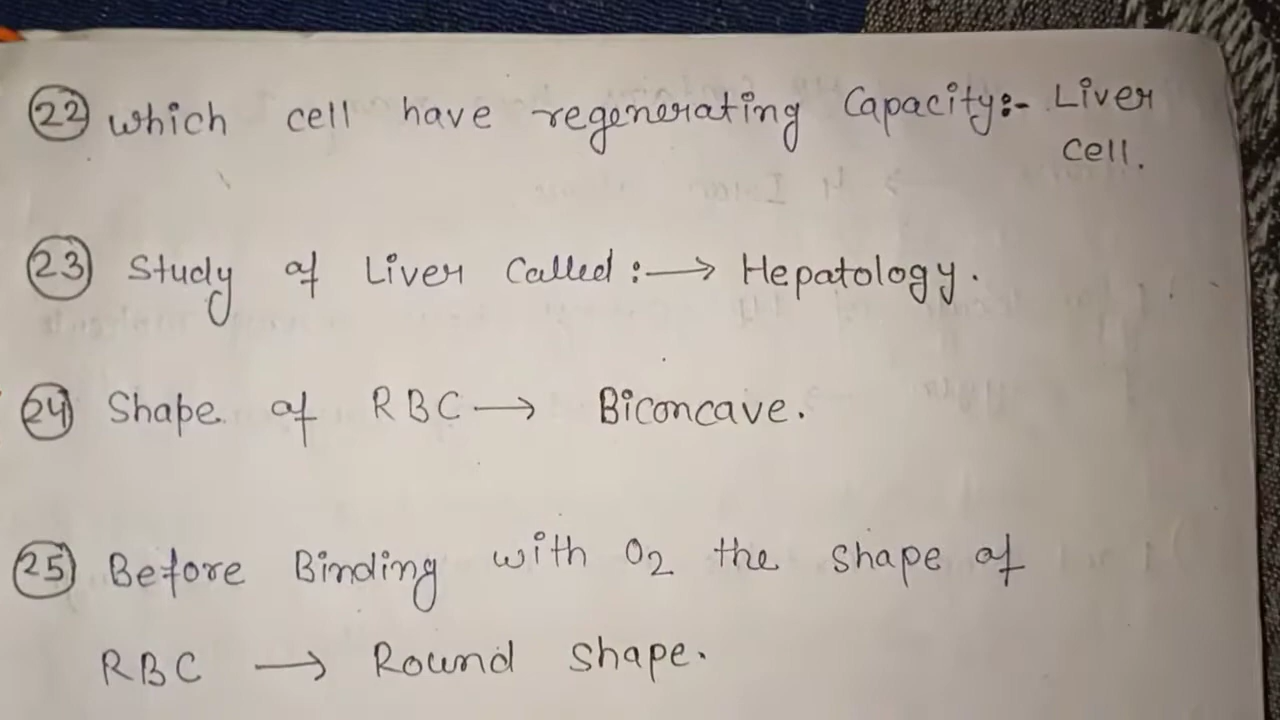 22 which cell have regenerating Capacity:- Liver
cell.
23 Study of Liver Called :→ Hepatology.
24 Shape of RBC → Biconcave.
25 Before Binding with O2 the shape of
RBC → Round shape.